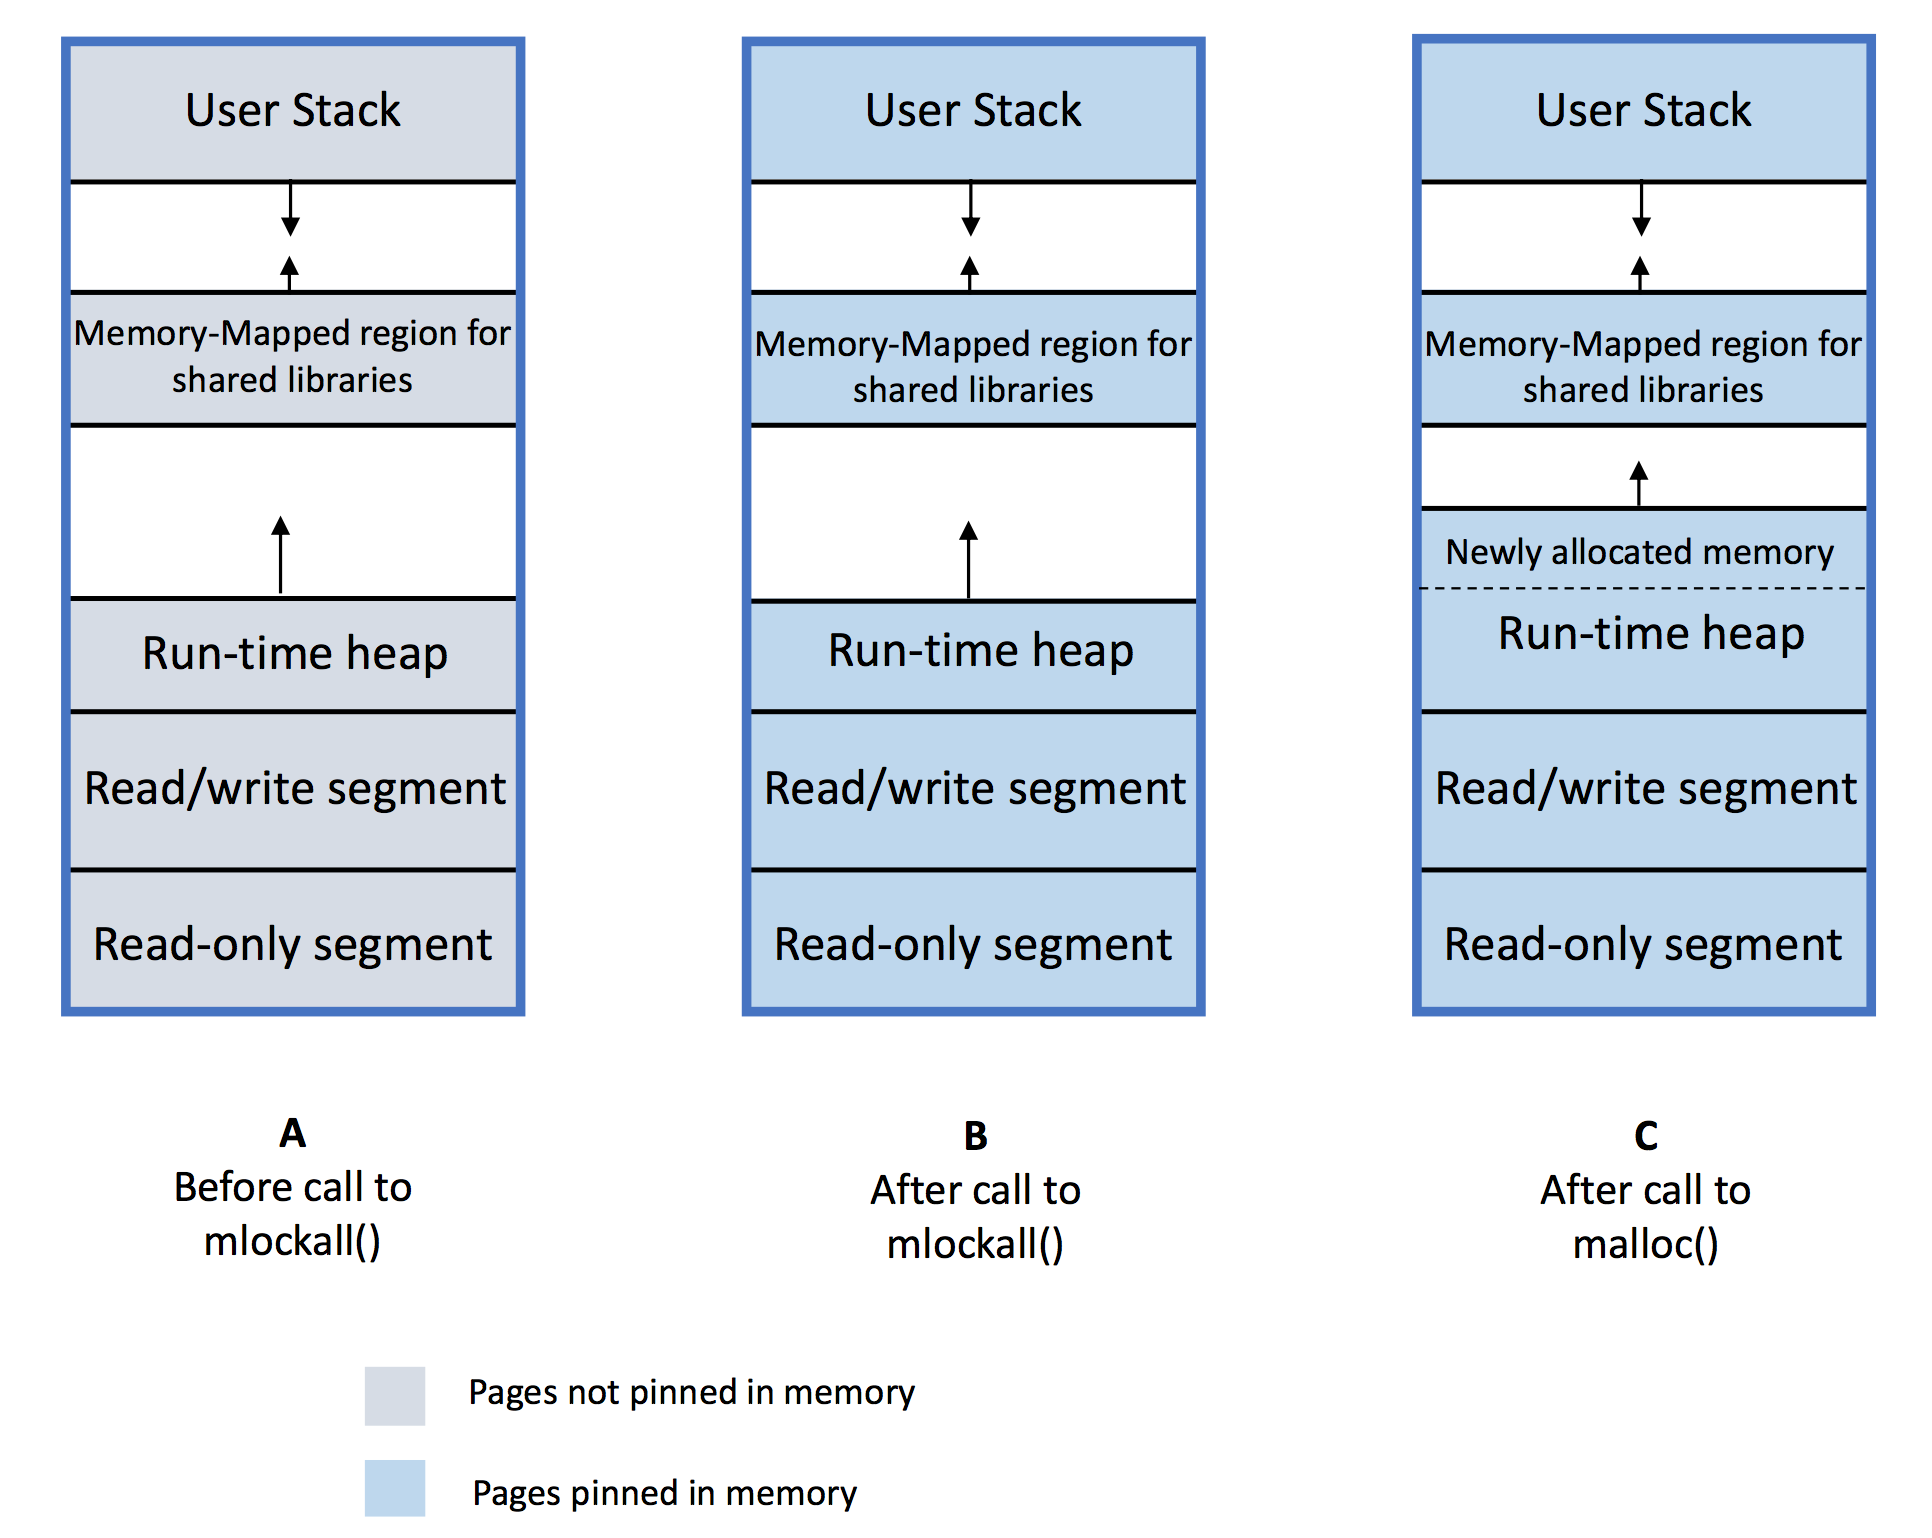 User Stack
Memory-Mapped region for
shared libraries
Run-time heap
Read/write segment
Read-only segment
A
Before call to
mlockall()
User Stack
Memory-Mapped region for
shared libraries
Run-time heap
Read/write segment
Read-only segment
B
After call to
mlockall()
User Stack
Memory-Mapped region for
shared libraries
Newly allocated memory
Run-time heap
Read/write segment
Read-only segment
C
After call to
malloc()
Pages not pinned in memory
Pages pinned in memory